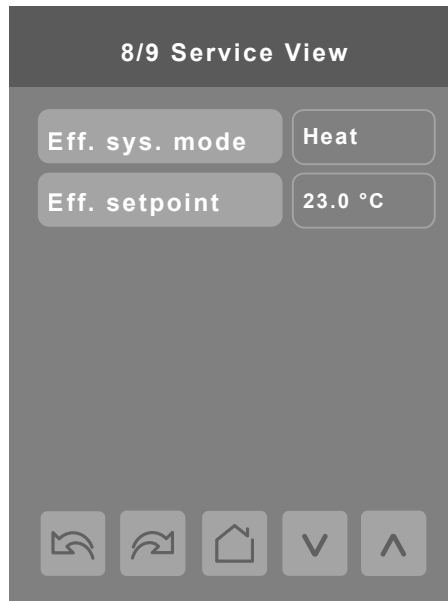 8/9 Service View
Eff. sys. mode Heat
Eff. setpoint 23.0 °C